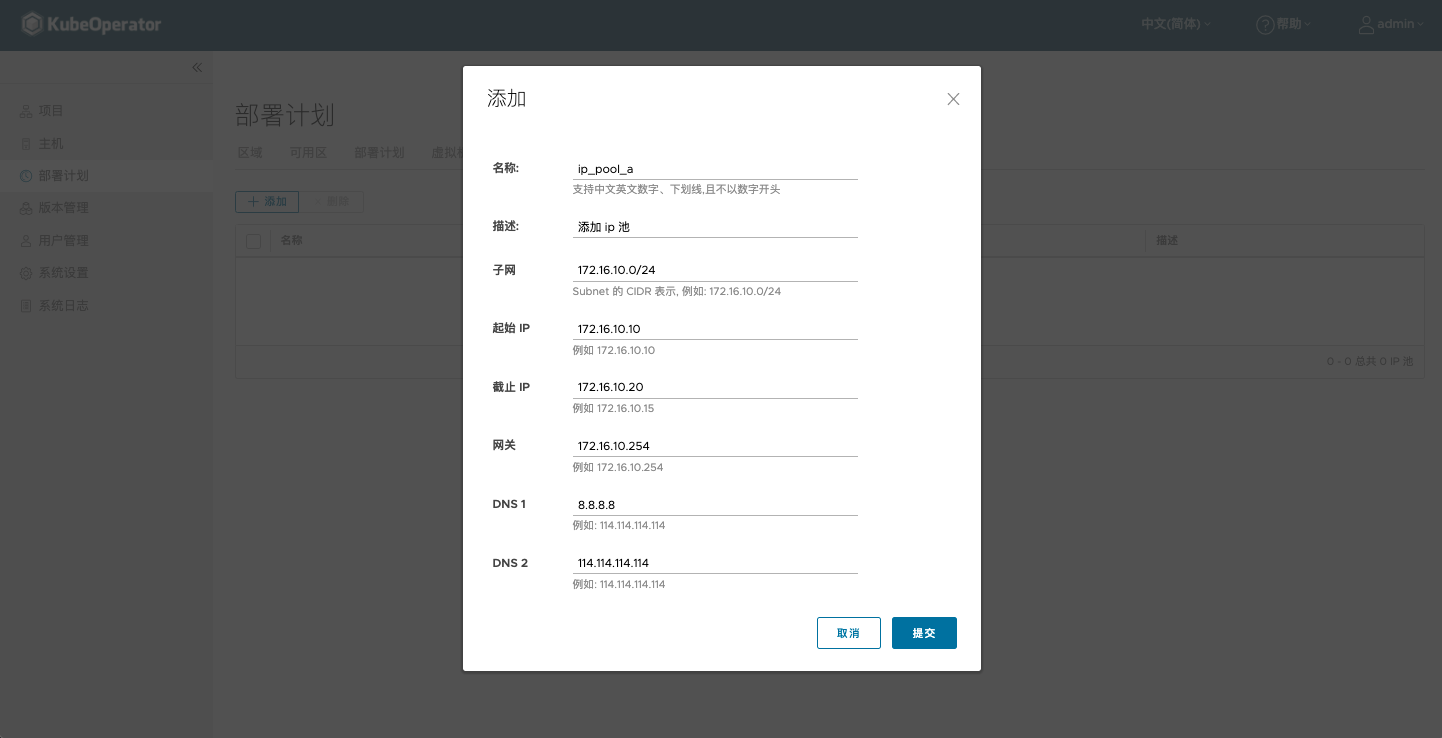 KubeOperator
中文(简体)
帮助
admin
项目
主机
部署计划
版本管理
用户管理
系统设置
系统日志
部署计划
区域
可用区
部署计划
添加
删除
名称
描述
0 - 0 总共 0 IP 池
添加
名称:
ip_pool_a
支持中文英文数字、下划线,且不以数字开头
描述:
添加 ip 池
子网
172.16.10.0/24
Subnet 的 CIDR 表示, 例如: 172.16.10.0/24
起始 IP
172.16.10.10
例如 172.16.10.10
截止 IP
172.16.10.20
例如 172.16.10.15
网关
172.16.10.254
例如 172.16.10.254
DNS 1
8.8.8.8
例如: 114.114.114.114
DNS 2
114.114.114.114
例如: 114.114.114.114
取消
提交